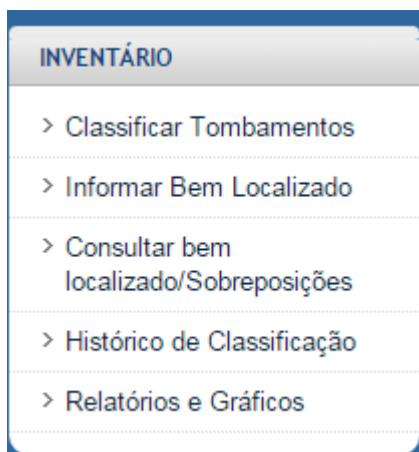 INVENTÁRIO
> Classificar Tombamentos
> Informar Bem Localizado
> Consultar bem
localizado/Sobreposições
> Histórico de Classificação
> Relatórios e Gráficos